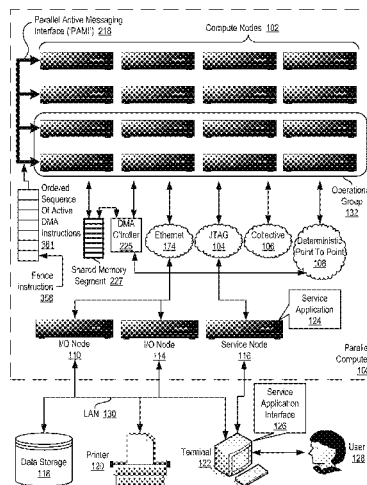 Parallel Active Messaging
Interface ('PAMI') 218
Compute Nodes 102
Ordered
Sequence
Of Active
DMA
Instructions
361
Fence
instruction
358
Shared Memory
Segment
227
DMA
C'ntler
225
Ethernet
174
JTAG
104
Collective
106
Deterministic
Point To Point
108
Operational
Group
132
Service
Application
124
I/O Node
110
I/O Node
114
Service Node
116
Parallel
Computer
LAN 130
Service
Application
Interface
126
Data Storage
118
Printer
120
Terminal
122
User
128